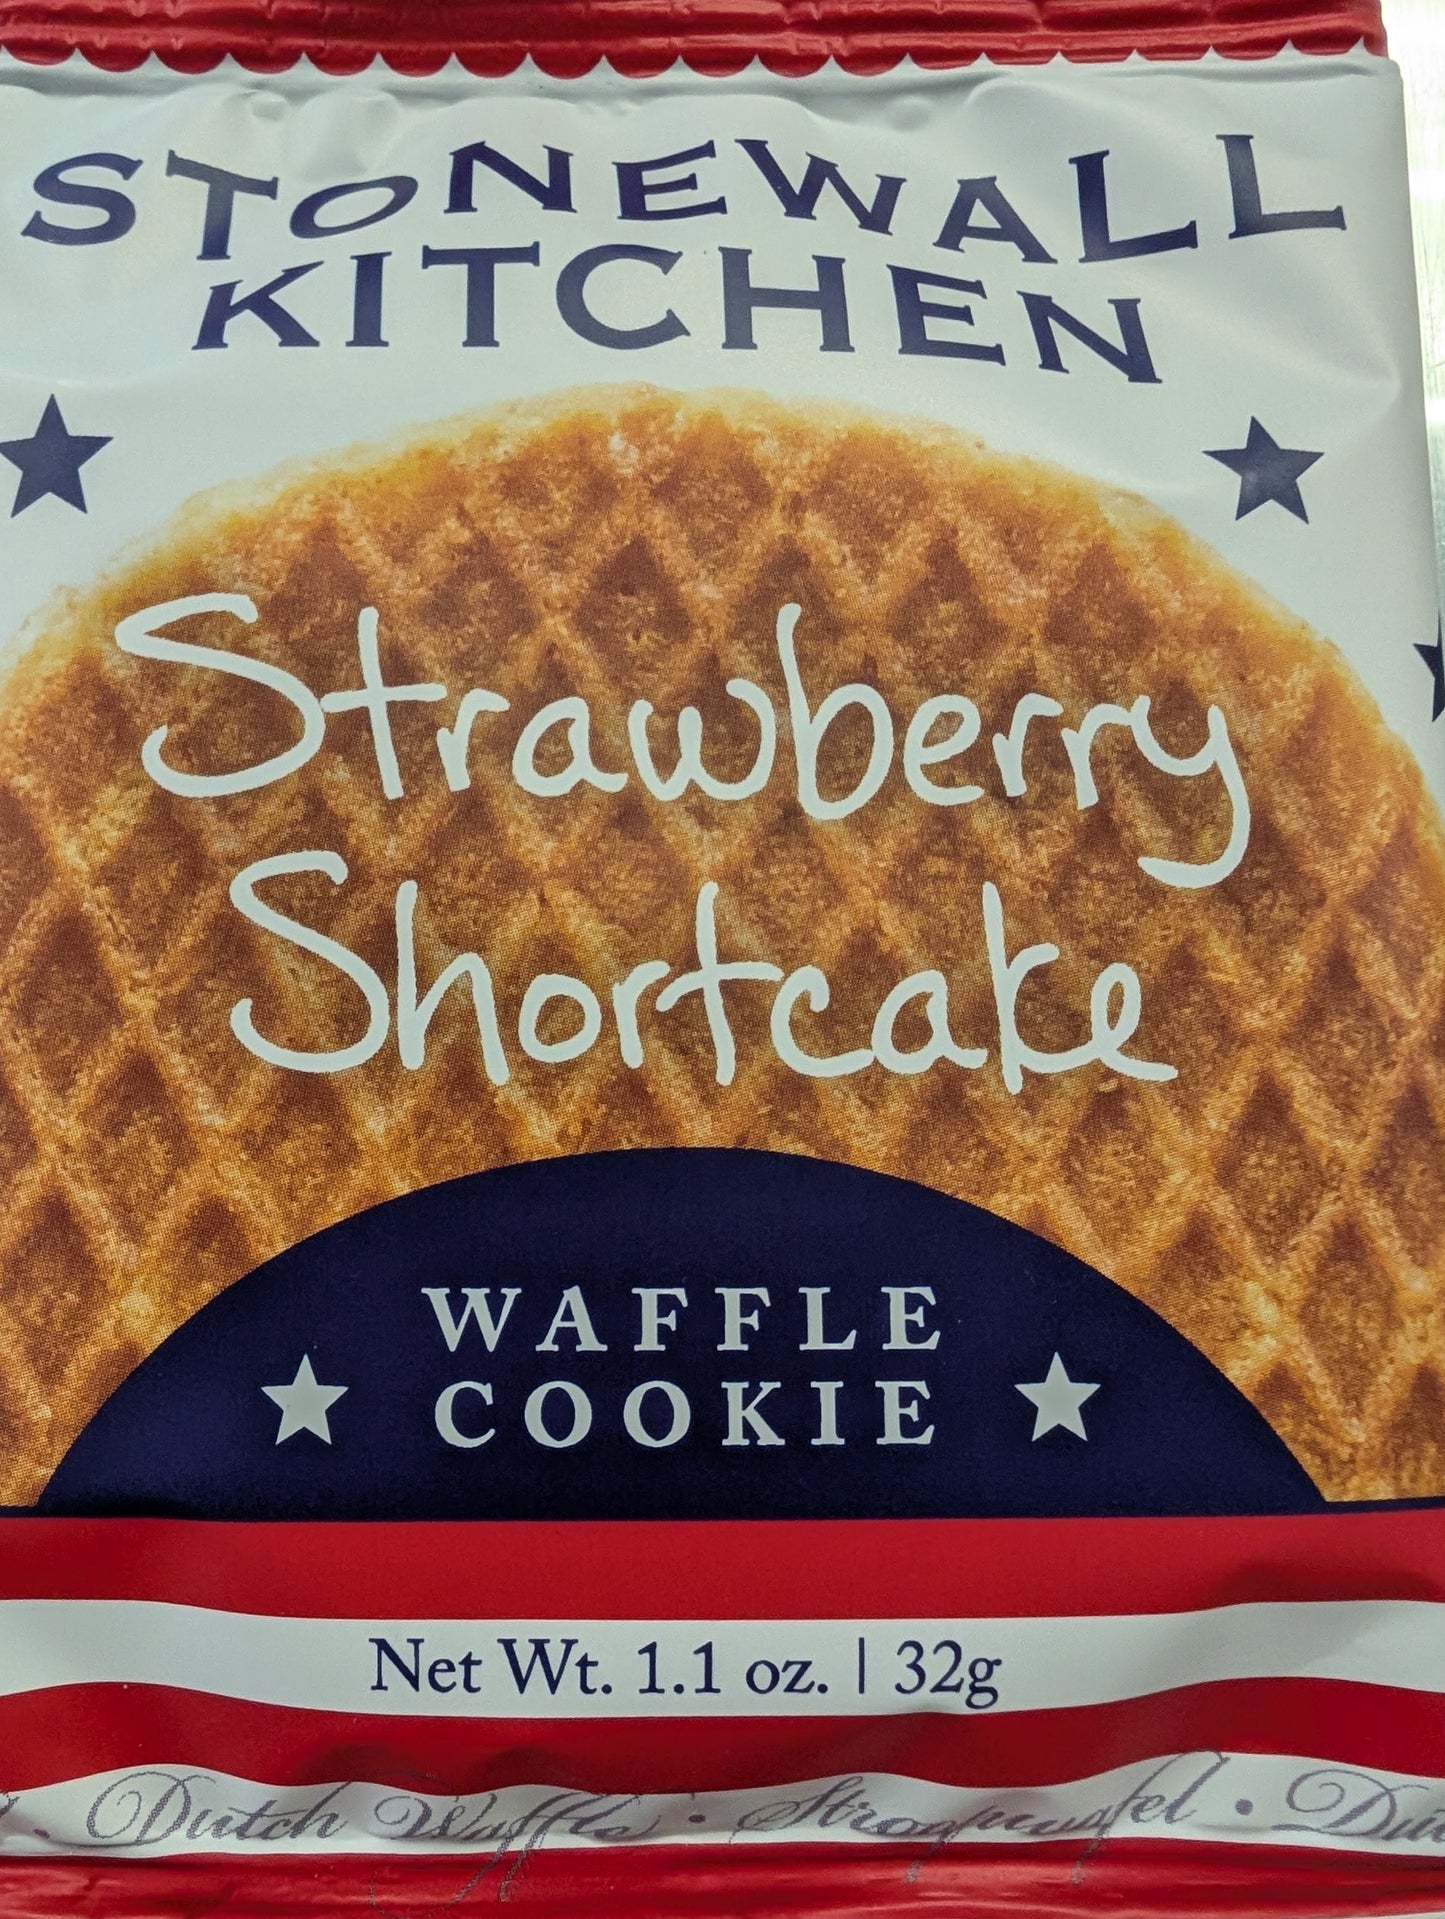 STONEWALL
KITCHEN
Strawberry
Shortcake
WAFFLE
COOKIE
Net Wt. 1.1 oz. | 32g
• Dutch Waffle • Stroopwafel •